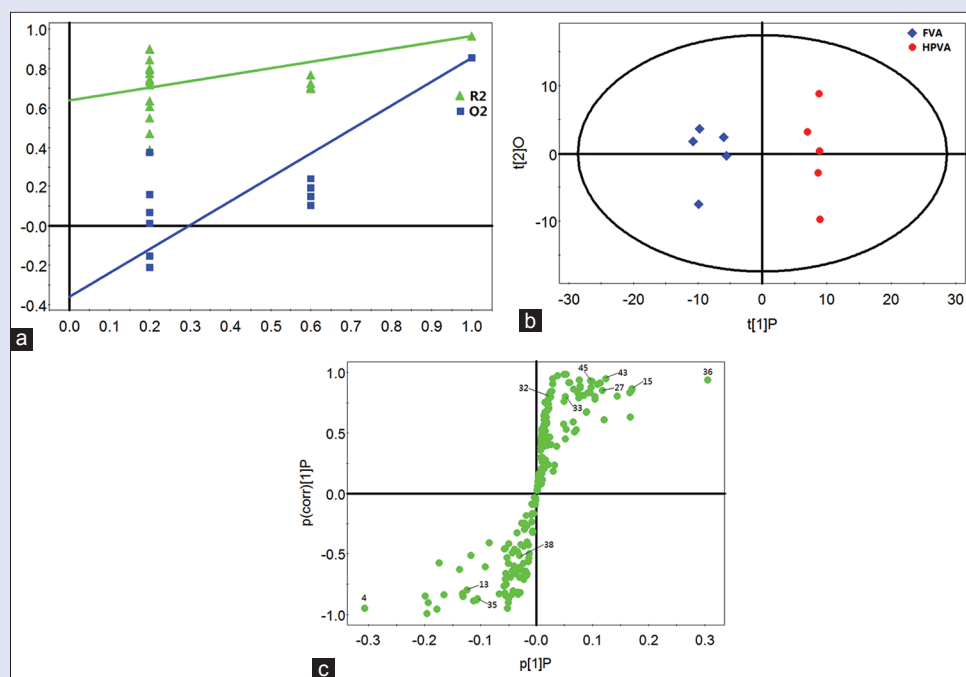 1.0
0.8
0.6
0.4
0.2
-0.0
-0.2
-0.4
R2
Q2
0.0 0.1 0.2 0.3 0.4 0.5 0.6 0.7 0.8 0.9 1.0
a
FVA
HPVA
10
0
-10
t[2]O
-30 -20 -10 0 10 20 30
t[1]P
b
1.0
0.5
0.0
-0.5
-1.0
p(corr)[1]P
45 43 36
32 33 27 15
38
4 13 35
-0.3 -0.2 -0.1 -0.0 0.1 0.2 0.3
p[1]P
c